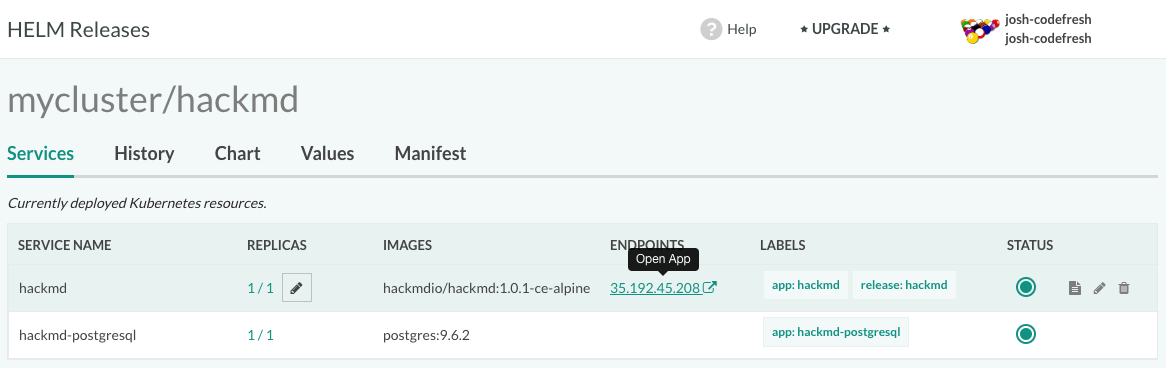 HELM Releases
? Help
★ UPGRADE ★
josh-codefresh
josh-codefresh
mycluster/hackmd
Services History Chart Values Manifest
Currently deployed Kubernetes resources.
SERVICE NAME REPLICAS IMAGES ENDPOINTS LABELS STATUS
Open App
hackmd 1 / 1 hackmdio/hackmd:1.0.1-ce-alpine 35.192.45.208 app: hackmd release: hackmd
hackmd-postgresql 1 / 1 postgres:9.6.2 app: hackmd-postgresql